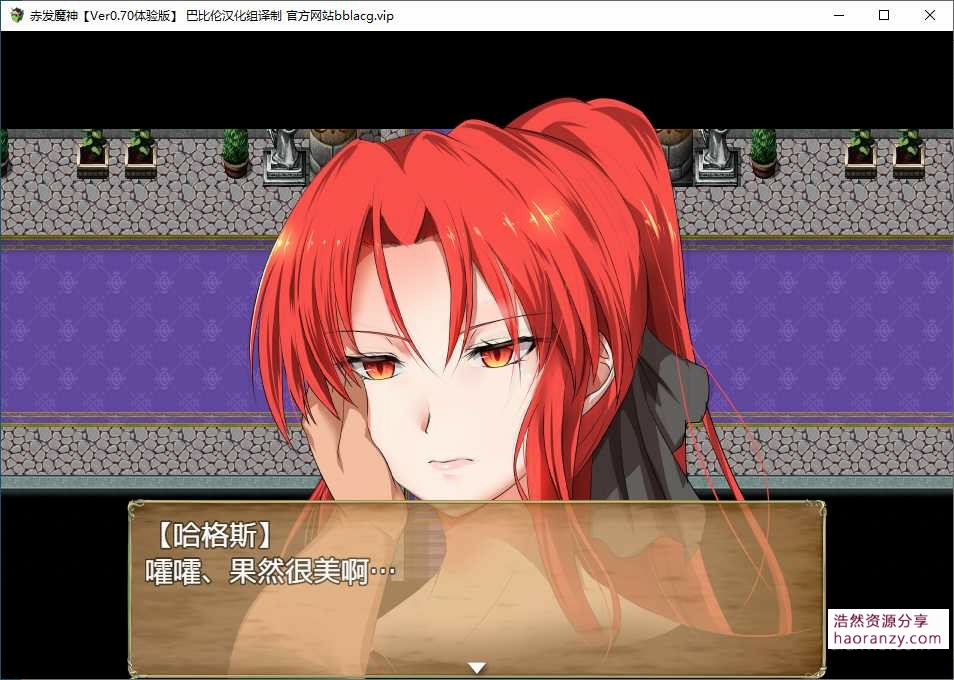 赤发魔神【Ver0.70体验版】 巴比伦汉化组译制 官方网站bblacg.vip
【哈格斯】
嚯嚯、果然很美啊…
浩然资源分享
haoranzy.com